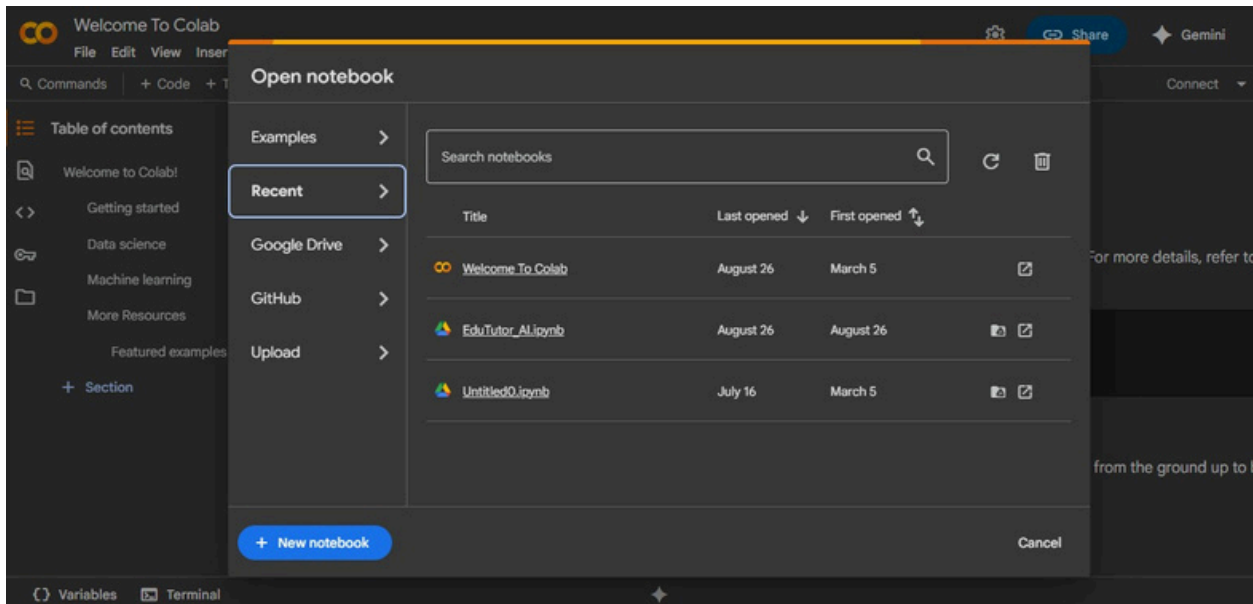 Welcome To Colab
File Edit View Inser
Share
Gemini
Commands
+ Code + T
Connect
Table of contents
Welcome to Colab!
Getting started
Data science
Machine learning
More Resources
Featured examples
+ Section
Open notebook
Examples
Recent
Google Drive
GitHub
Upload
Search notebooks
Title Last opened First opened
Welcome To Colab August 26 March 5
EduTutor_AI.ipynb August 26 August 26
Untitled0.ipynb July 16 March 5
+ New notebook
Cancel
For more details, refer to
from the ground up to
Variables
Terminal